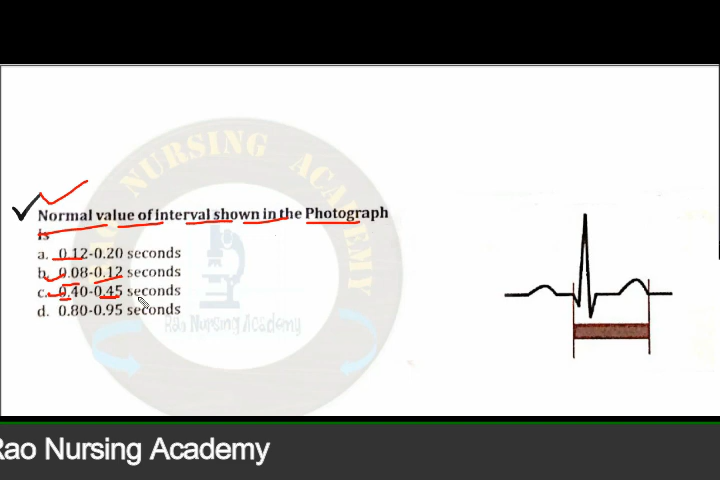 NURSING ACADEMY
Normal value of interval shown in the Photograph
is
a. 0.12-0.20 seconds
b. 0.08-0.12 seconds
c. 0.40-0.45 seconds
d. 0.80-0.95 seconds
Rao Nursing Academy
Rao Nursing Academy